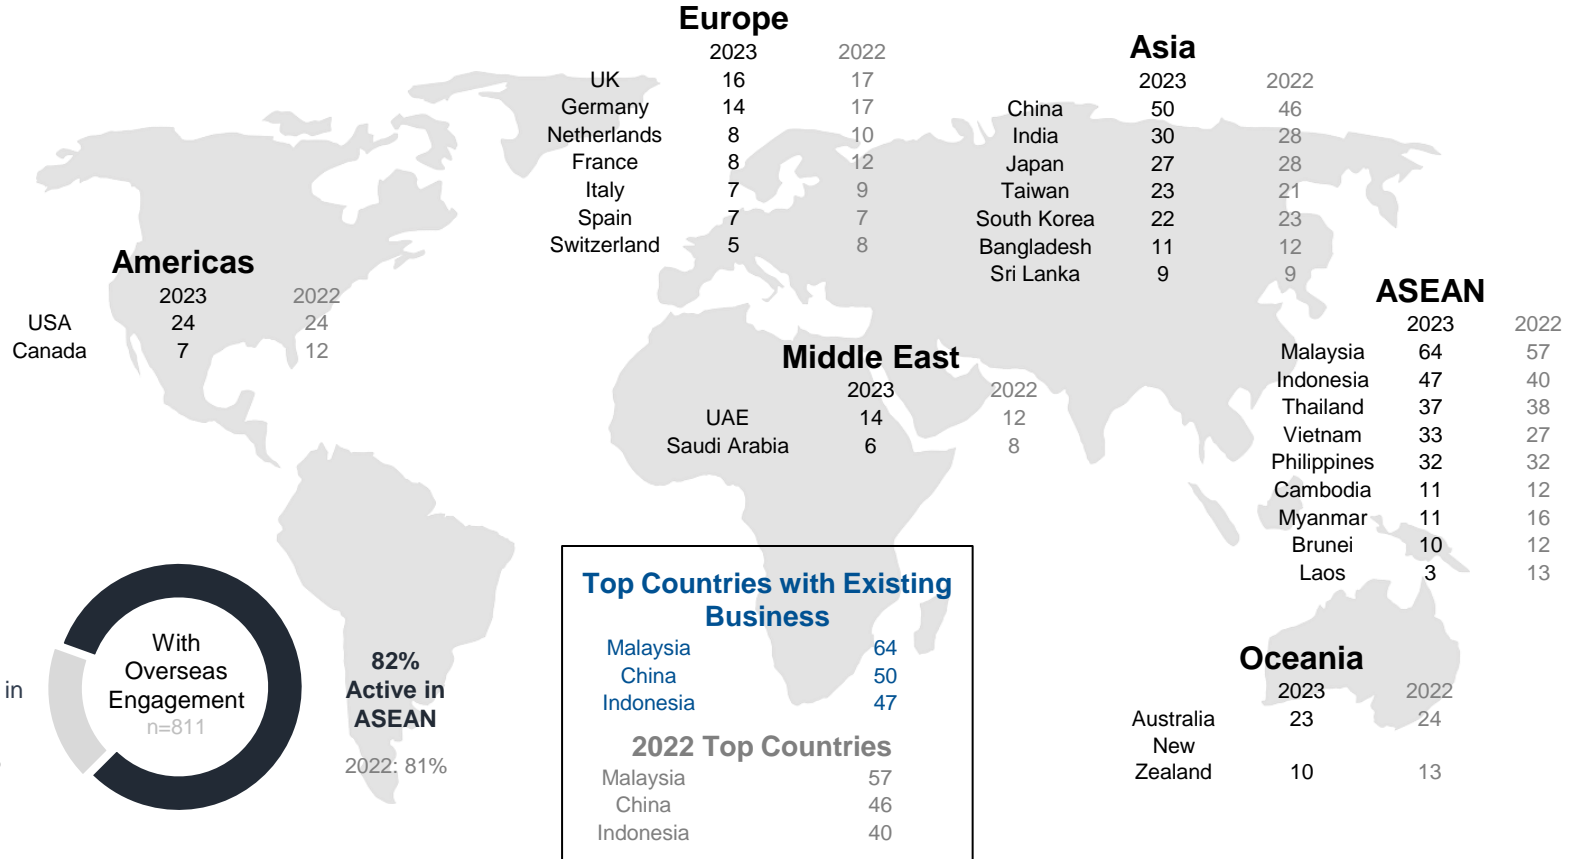 Europe
2023 2022
UK 16 17
Germany 14 17
Netherlands 8 10
France 8 12
Italy 7 9
Spain 7 7
Switzerland 5 8
Asia
2023 2022
China 50 46
India 30 28
Japan 27 28
Taiwan 23 21
South Korea 22 23
Bangladesh 11 12
Sri Lanka 9 9
Americas
2023 2022
USA 24 24
Canada 7 12
Middle East
2023 2022
UAE 14 12
Saudi Arabia 6 8
ASEAN
2023 2022
Malaysia 64 57
Indonesia 47 40
Thailand 37 38
Vietnam 33 27
Philippines 32 32
Cambodia 11 12
Myanmar 11 16
Brunei 10 12
Laos 3 13
in
With
Overseas
Engagement
n=811
82%
Active in
ASEAN
2022: 81%
Top Countries with Existing
Business
Malaysia 64
China 50
Indonesia 47
2022 Top Countries
Malaysia 57
China 46
Indonesia 40
Oceania
2023 2022
Australia 23 24
New
Zealand 10 13